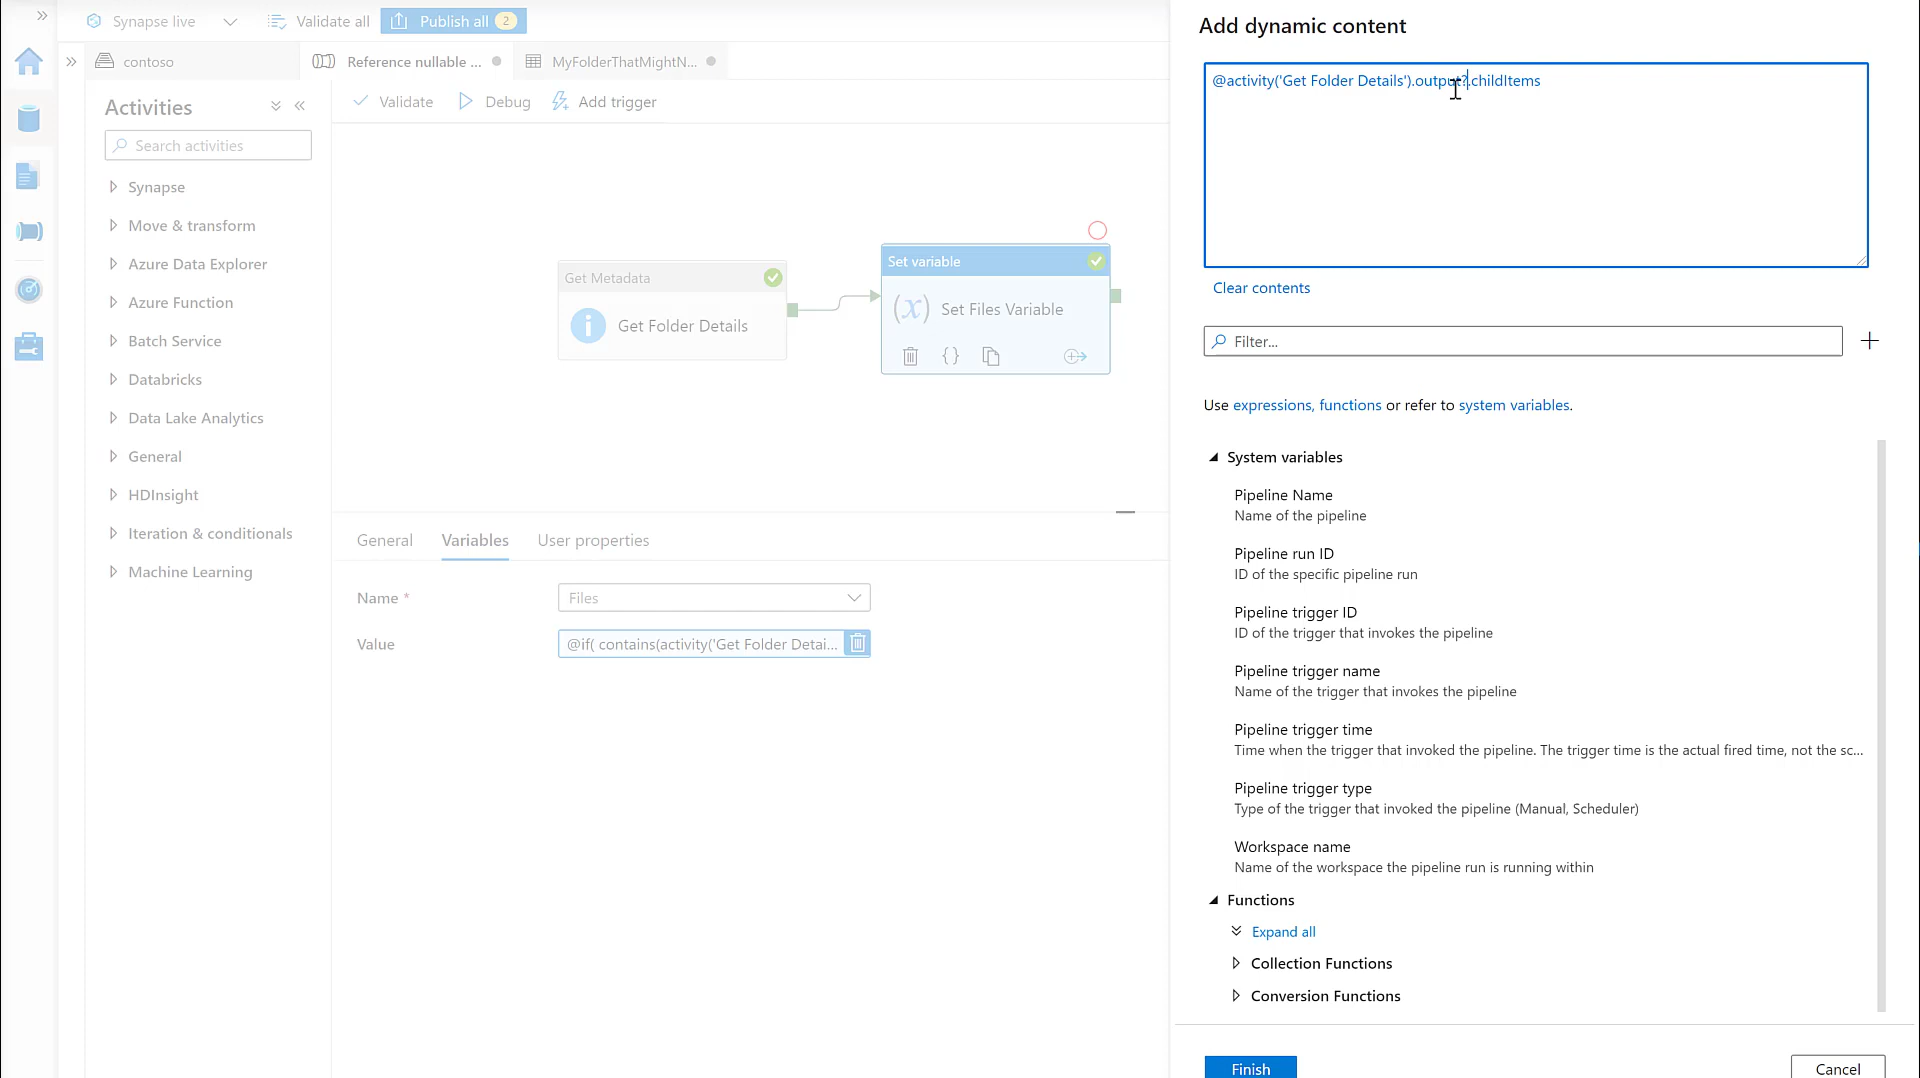 Synapse live
Validate all
Publish all 2
contoso
Reference nullable ...
MyFolderThatMightN...
Activities
Validate
Debug
Add trigger
Search activities
Synapse
Move & transform
Azure Data Explorer
Azure Function
Batch Service
Databricks
Data Lake Analytics
General
HDInsight
Iteration & conditionals
Machine Learning
Get Metadata
Get Folder Details
Set variable
(x) Set Files Variable
General
Variables
User properties
Name *
Files
Value
@if( contains(activity('Get Folder Detai...
Add dynamic content
@activity('Get Folder Details').output?.childItems
Clear contents
Filter...
Use expressions, functions or refer to system variables.
System variables
Pipeline Name
Name of the pipeline
Pipeline run ID
ID of the specific pipeline run
Pipeline trigger ID
ID of the trigger that invokes the pipeline
Pipeline trigger name
Name of the trigger that invokes the pipeline
Pipeline trigger time
Time when the trigger that invoked the pipeline. The trigger time is the actual fired time, not the sc...
Pipeline trigger type
Type of the trigger that invoked the pipeline (Manual, Scheduler)
Workspace name
Name of the workspace the pipeline run is running within
Functions
Expand all
Collection Functions
Conversion Functions
Finish
Cancel